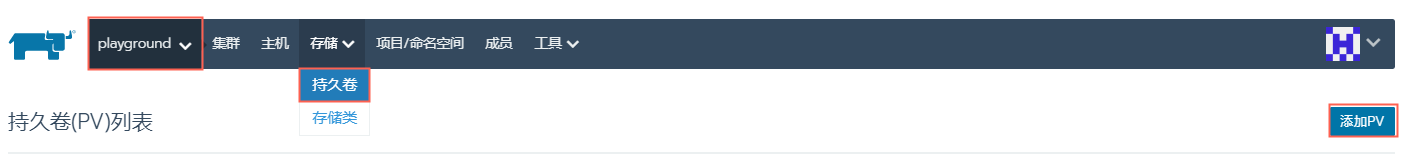 playground 集群 主机 存储 项目/命名空间 成员 工具
持久卷
存储类
持久卷(PV)列表 添加PV